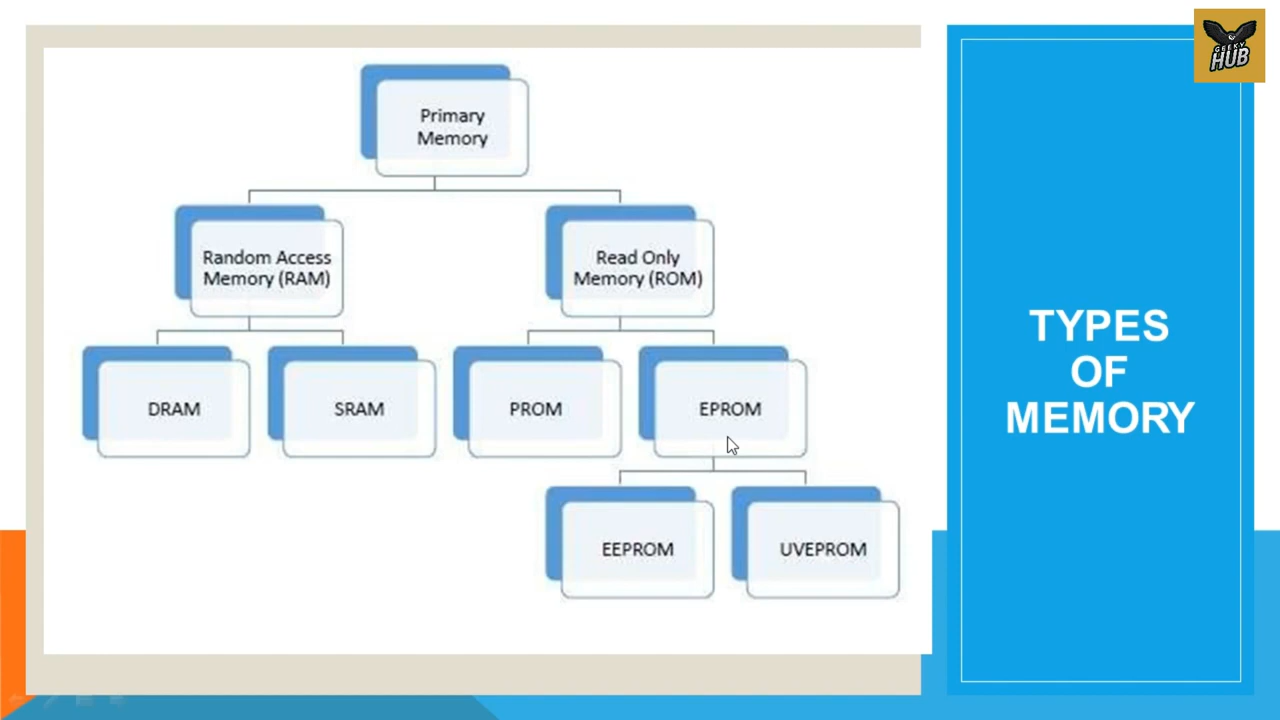 GEEKY
HUB
Primary
Memory
Random Access
Memory (RAM)
Read Only
Memory (ROM)
DRAM
SRAM
PROM
EPROM
EEPROM
UVEPROM
TYPES
OF
MEMORY